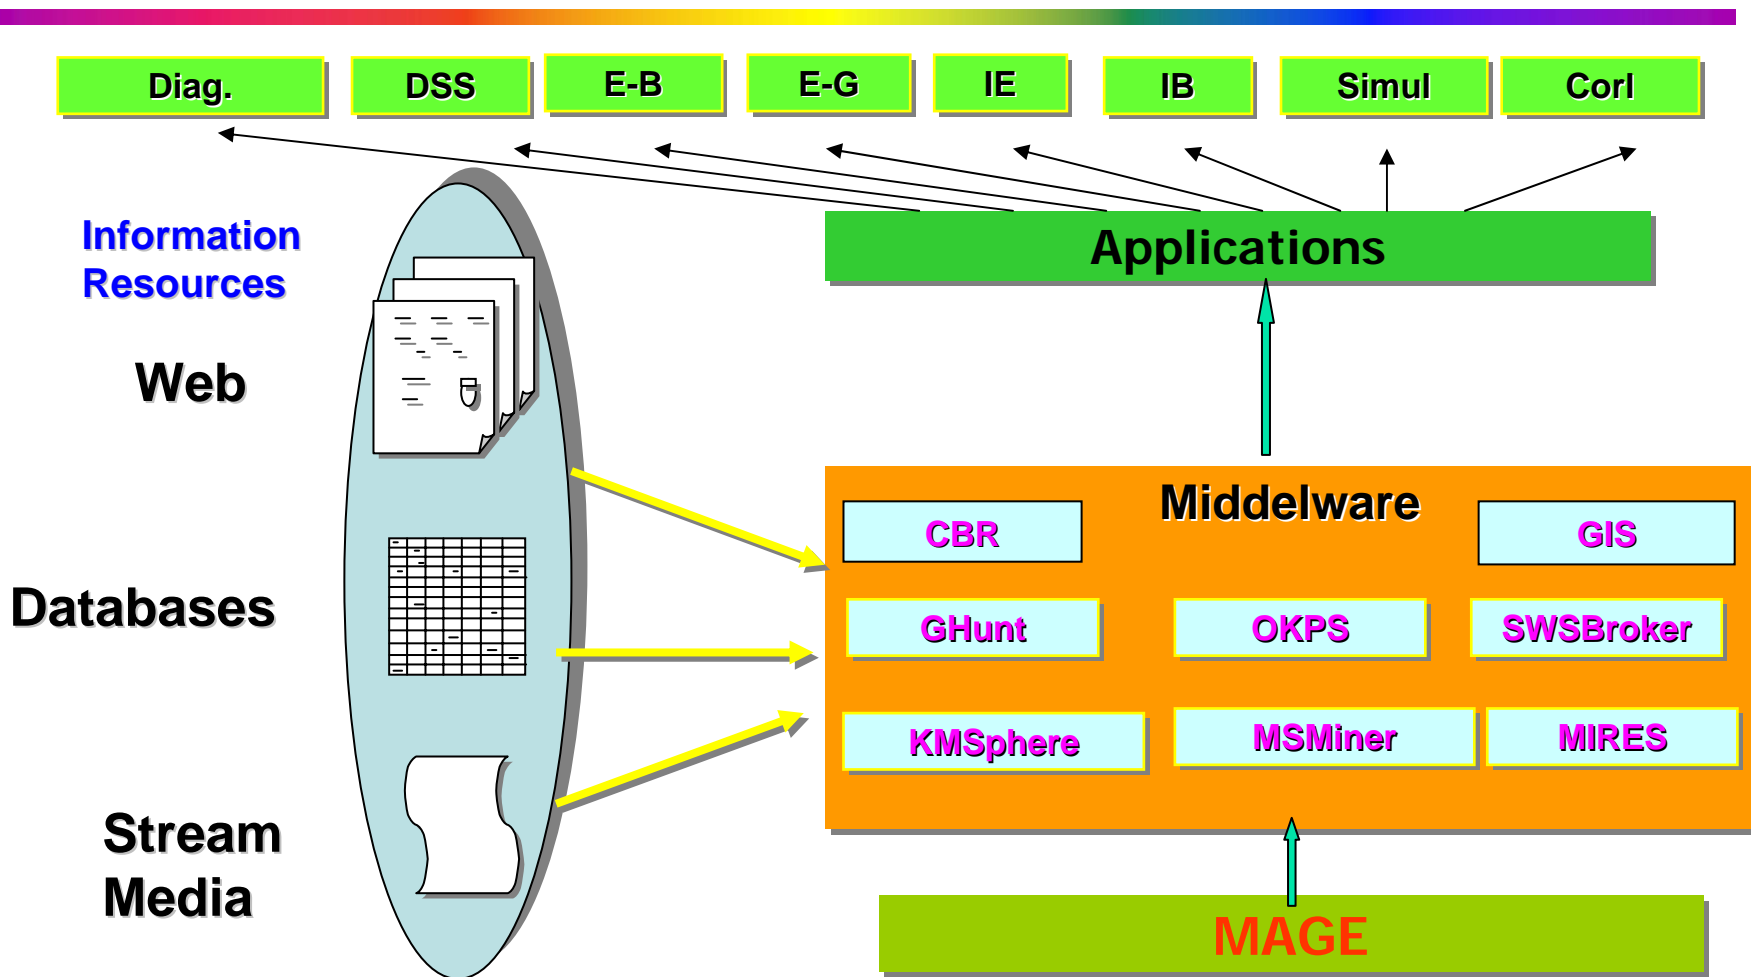 Diag.
DSS
E-B
E-G
IE
IB
Simul
Corl
Information
Resources
Applications
Web
Middelware
CBR
GIS
Databases
GHunt
OKPS
SWSBroker
KMSphere
MSMiner
MIRES
Stream
Media
MAGE